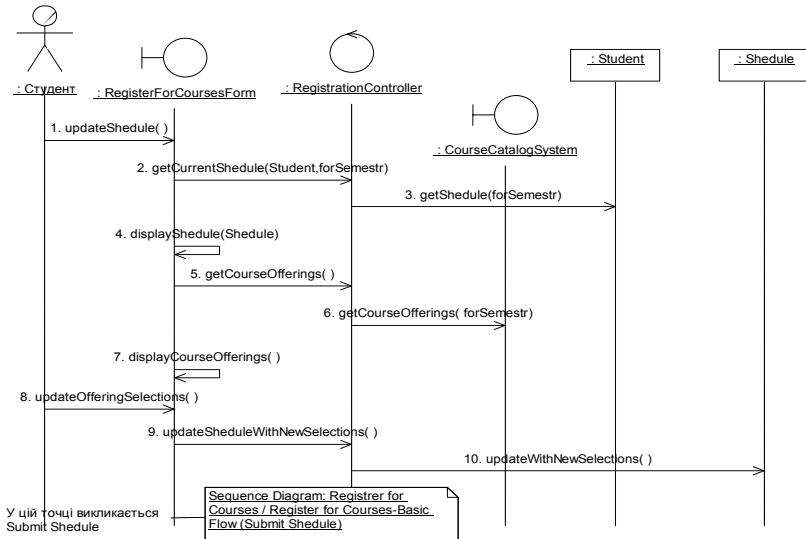 : Студент
: RegisterForCoursesForm
: RegistrationController
: Student
: Shedule
: CourseCatalogSystem
1. updateShedule( )
2. getCurrentShedule(Student,forSemestr)
3. getShedule(forSemestr)
4. displayShedule(Shedule)
5. getCourseOfferings( )
6. getCourseOfferings( forSemestr)
7. displayCourseOfferings( )
8. updateOfferingSelections( )
9. updateSheduleWithNewSelections( )
10. updateWithNewSelections( )
У цій точці викликається
Submit Shedule
Sequence Diagram: Registrer for
Courses / Register for Courses-Basic
Flow (Submit Shedule)